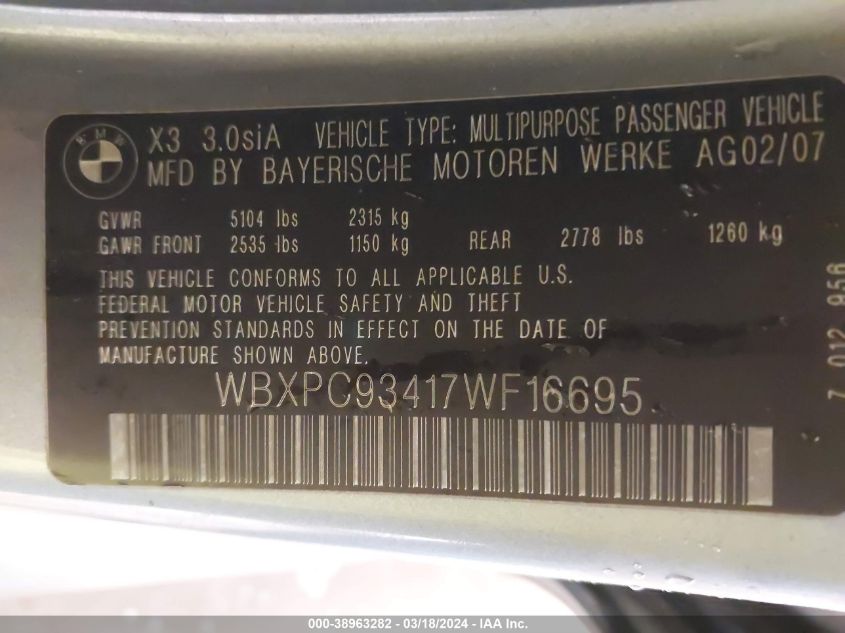 BMW
X3 3.0siA VEHICLE TYPE: MULTIPURPOSE PASSENGER VEHICLE
MFD BY BAYERISCHE MOTOREN WERKE AG02/07
GVWR 5104 lbs 2315 kg
GAWR FRONT 2535 lbs 1150 kg REAR 2778 lbs 1260 kg
THIS VEHICLE CONFORMS TO ALL APPLICABLE U.S.
FEDERAL MOTOR VEHICLE SAFETY AND THEFT
PREVENTION STANDARDS IN EFFECT ON THE DATE OF
MANUFACTURE SHOWN ABOVE.
WBXPC93417WF16695
7 012 956
000-38963282 - 03/18/2024 - IAA Inc.